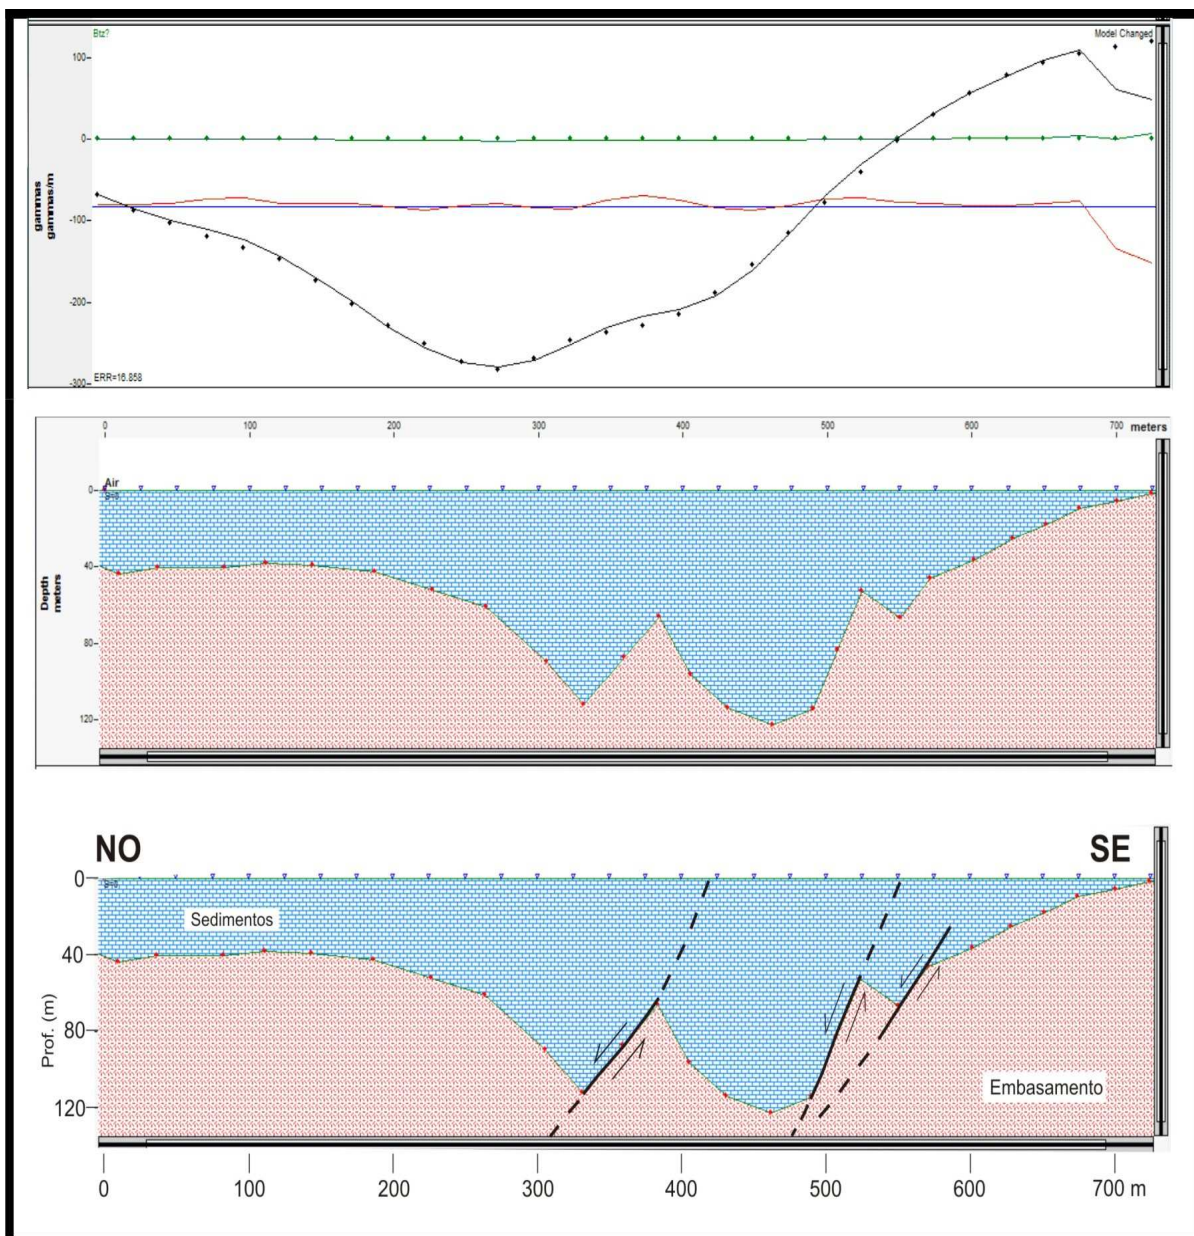 Btz?
Model Changed
100-
0-
-100-
-200-
-300-
gammas
gammas/m
ERR=16.858
0 100 200 300 400 500 600 700 meters
Air
S=0
0-
40-
80-
120-
Depth
meters
NO SE
S=0
0
40
80
120
Prof. (m)
Sedimentos
Embasamento
0 100 200 300 400 500 600 700 m